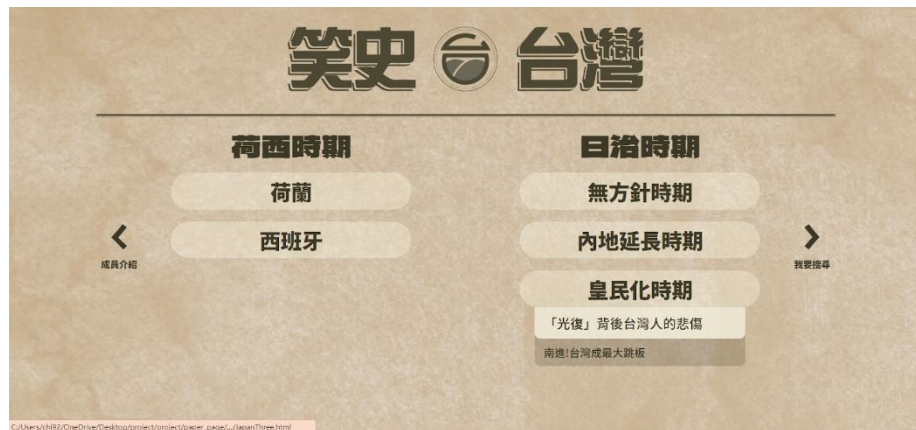 笑史 台 台灣
荷西時期
荷蘭
西班牙
日治時期
無方針時期
內地延長時期
皇民化時期
「光復」背後台灣人的悲傷
南進!台灣成最大跳板
成員介紹
我要搜尋
C:/Users/chj92/OneDrive/Desktop/project/project/paper_page/.../JapanThree.html